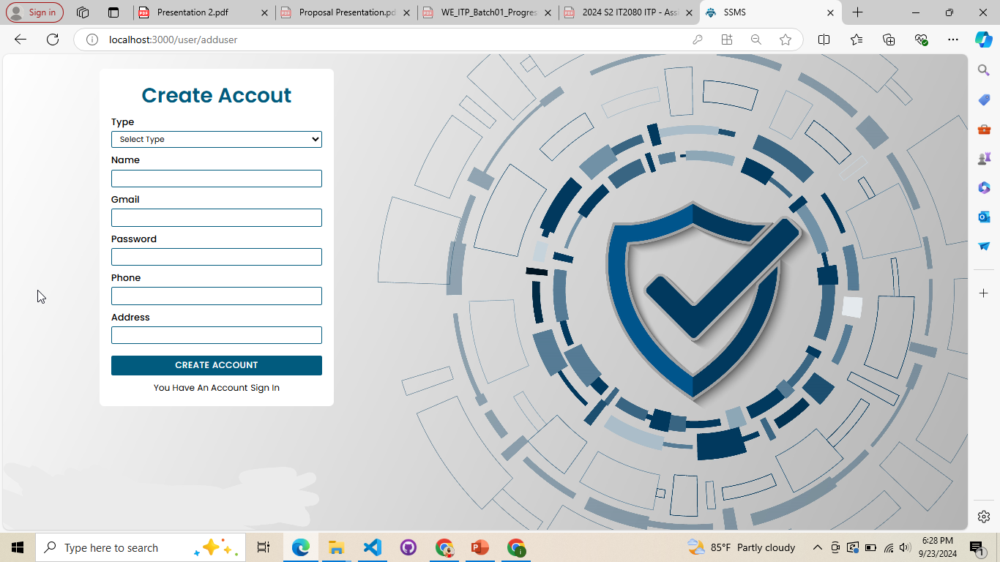 Sign in
Presentation 2.pdf
Proposal Presentation.pd
WE_ITP_Batch01_Progres
2024 S2 IT2080 ITP - Ass
SSMS
localhost:3000/user/adduser
Create Accout
Type
Select Type
Name
Gmail
Password
Phone
Address
CREATE ACCOUNT
You Have An Account Sign In
Type here to search
85°F Partly cloudy
6:28 PM
9/23/2024
1